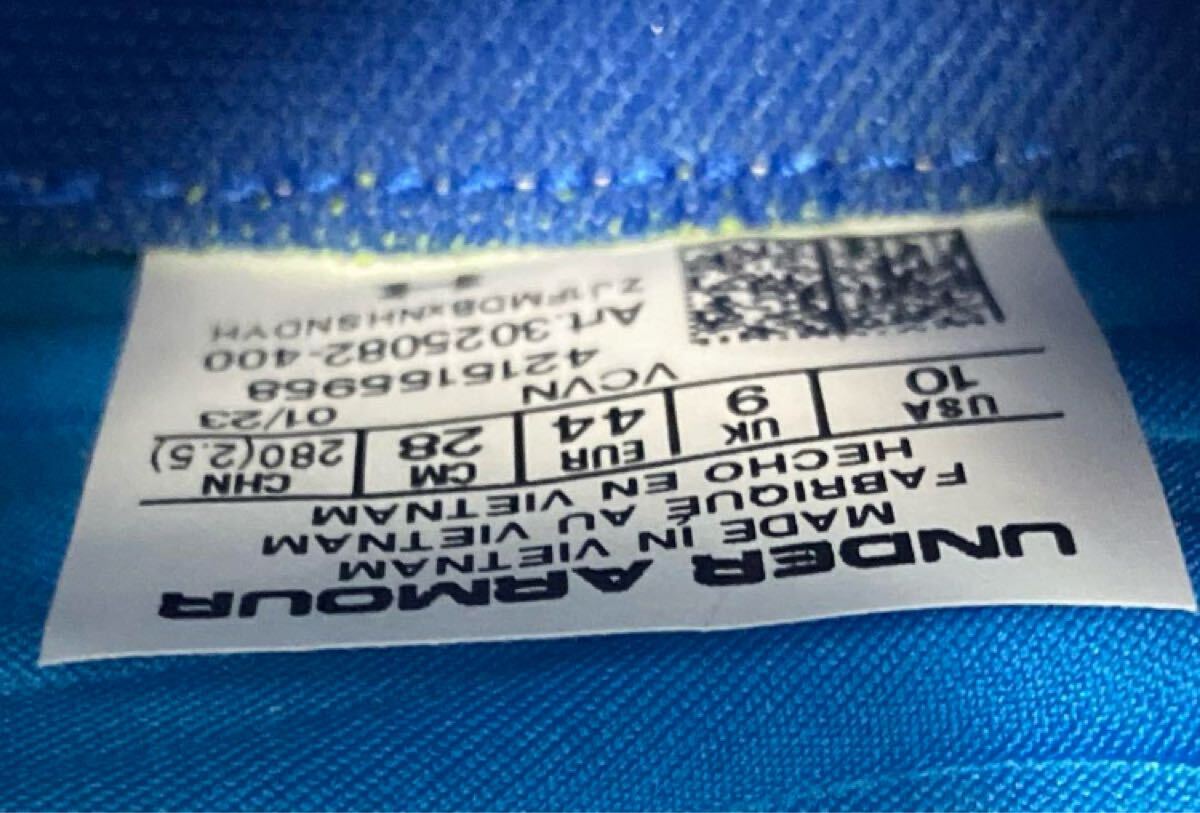 UNDER ARMOUR
MADE IN VIETNAM
FABRIQUÉ AU VIETNAM
HECHO EN VIETNAM
USA UK EUR CM CHN
10 9 44 28 280(2.5)
VCVN 01/23
4215155958
Art.3025082-400